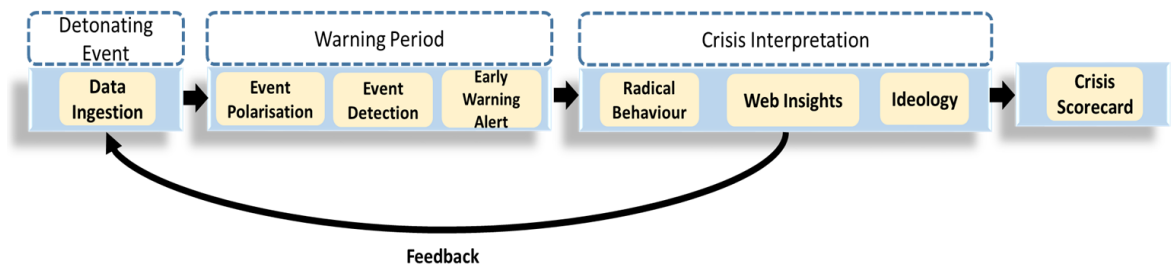 Detonating
Event
Warning Period
Crisis Interpretation
Data
Ingestion
Event
Polarisation
Event
Detection
Early
Warning
Alert
Radical
Behaviour
Web Insights
Ideology
Crisis
Scorecard
Feedback